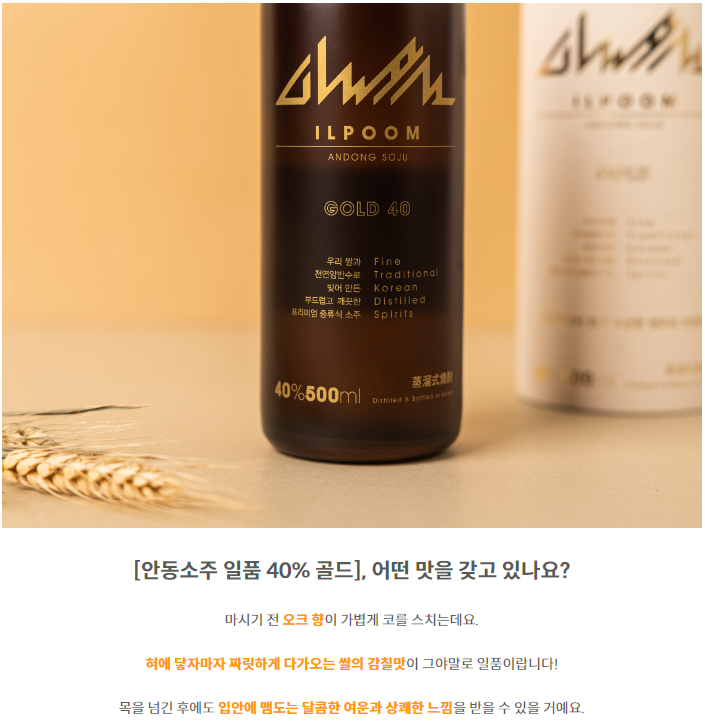 ILPOOM
ANDONG SOJU
GOLD 40
우리 쌀과 Fine
천연암반수로 Traditional
빚어 만든 Korean
부드럽고 깨끗한 Distilled
프리미엄 증류식 소주 Spirits
蒸溜式燒酎
40%500ml Distilled & Bottled in Korea
ILPOOM
[안동소주 일품 40% 골드], 어떤 맛을 갖고 있나요?
마시기 전 오크 향이 가볍게 코를 스치는데요.
혀에 닿자마자 짜릿하게 다가오는 쌀의 감칠맛이 그야말로 일품이랍니다!
목을 넘긴 후에도 입안에 맴도는 달콤한 여운과 상쾌한 느낌을 받을 수 있을 거예요.